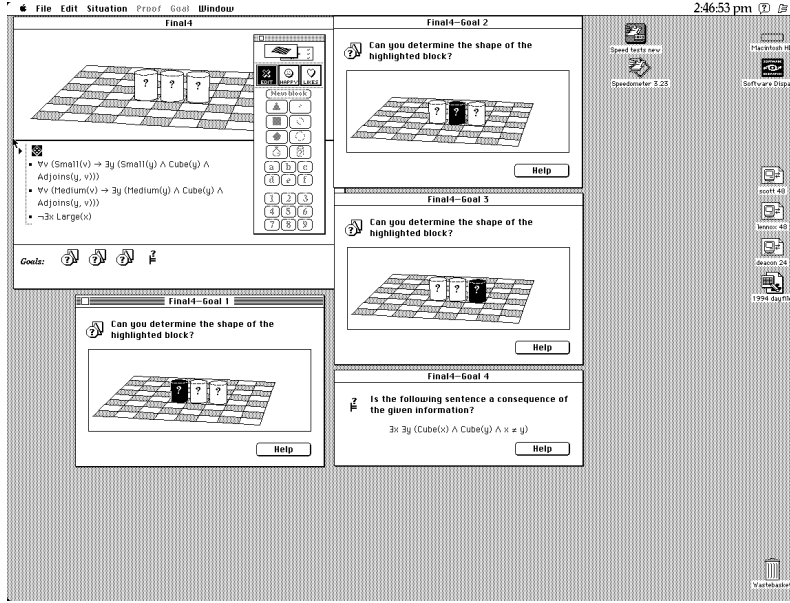 File Edit Situation Proof Goal Window
2:46:53 pm
Final4
EDIT HAPPY LIKES
New block
a b c
d e f
1 2 3
4 5 6
7 8 9
? ? ?
∀v (Small(v) → ∃y (Small(y) ∧ Cube(y) ∧
Adjoins(y, v)))
∀v (Medium(v) → ∃y (Medium(y) ∧ Cube(y) ∧
Adjoins(y, v)))
¬∃x Large(x)
Goals:
Final4–Goal 1
Can you determine the shape of the
highlighted block?
? ? ?
Help
Final4–Goal 2
Can you determine the shape of the
highlighted block?
? ? ?
Help
Final4–Goal 3
Can you determine the shape of the
highlighted block?
? ? ?
Help
Final4–Goal 4
Is the following sentence a consequence of
the given information?
∃x ∃y (Cube(x) ∧ Cube(y) ∧ x ≠ y)
Help
Speed tests new
Speedometer 3.23
Macintosh H
Software Dispa
scott 48
lennox 48
deacon 24
1994 dayfile
Wastebasket